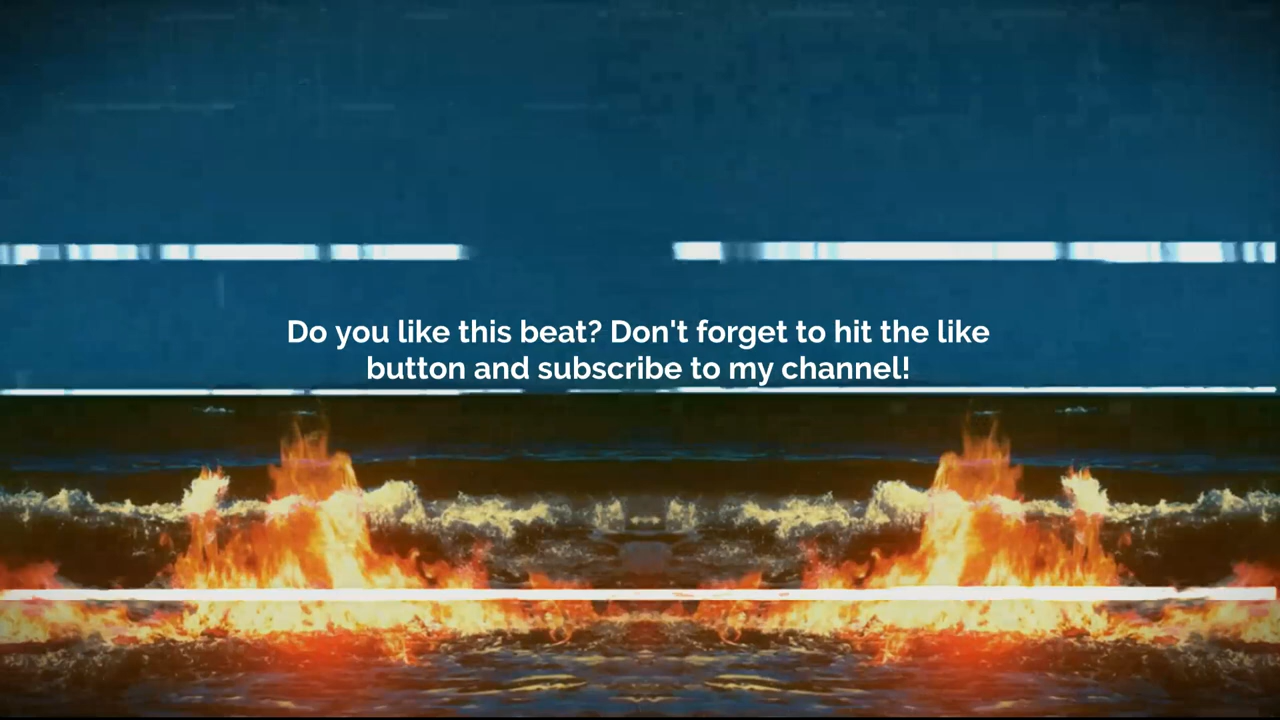 Do you like this beat? Don't forget to hit the like
button and subscribe to my channel!